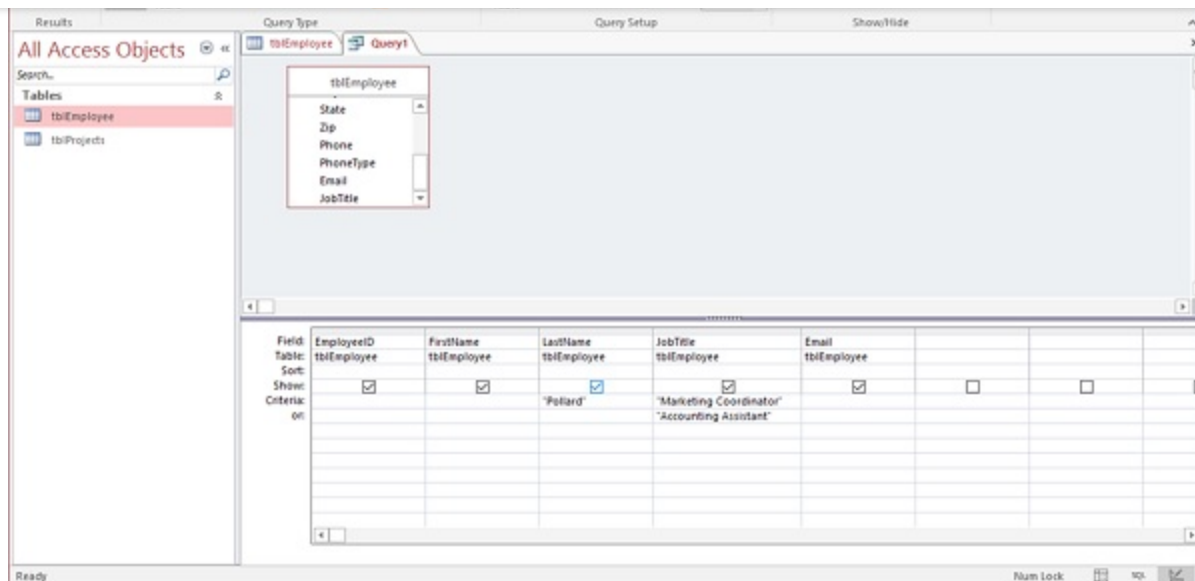 Results Query Type Query Setup Show/Hide
All Access Objects
Search..
Tables
tblEmployee
tblProjects
tblEmployee Query1
tblEmployee
State
Zip
Phone
PhoneType
Email
JobTitle
Field: EmployeeID FirstName LastName JobTitle Email
Table: tblEmployee tblEmployee tblEmployee tblEmployee tblEmployee
Sort:
Show:
Criteria: "Pollard" "Marketing Coordinator"
or: "Accounting Assistant"
Ready Num Lock SQL